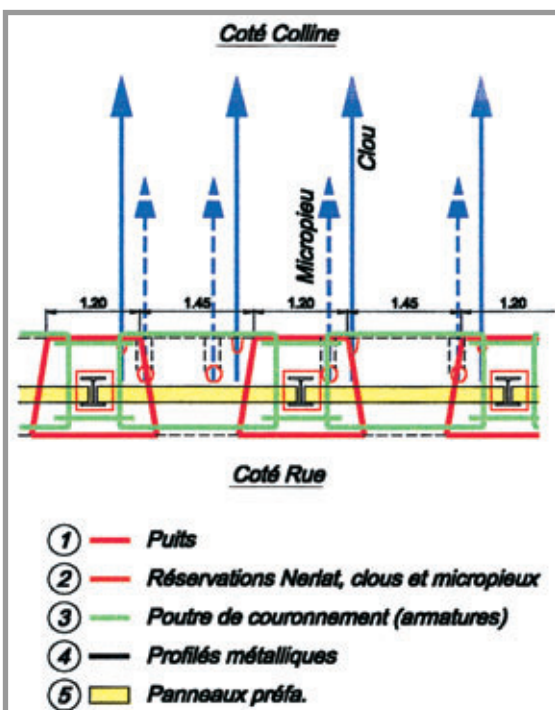 Coté Colline
Clou
Micropieu
1.20 1.45 1.20 1.45 1.20
Coté Rue
1 Puits
2 Réservations Nerlat, clous et micropieux
3 Poutre de couronnement (armatures)
4 Profilés métalliques
5 Panneaux préfa.